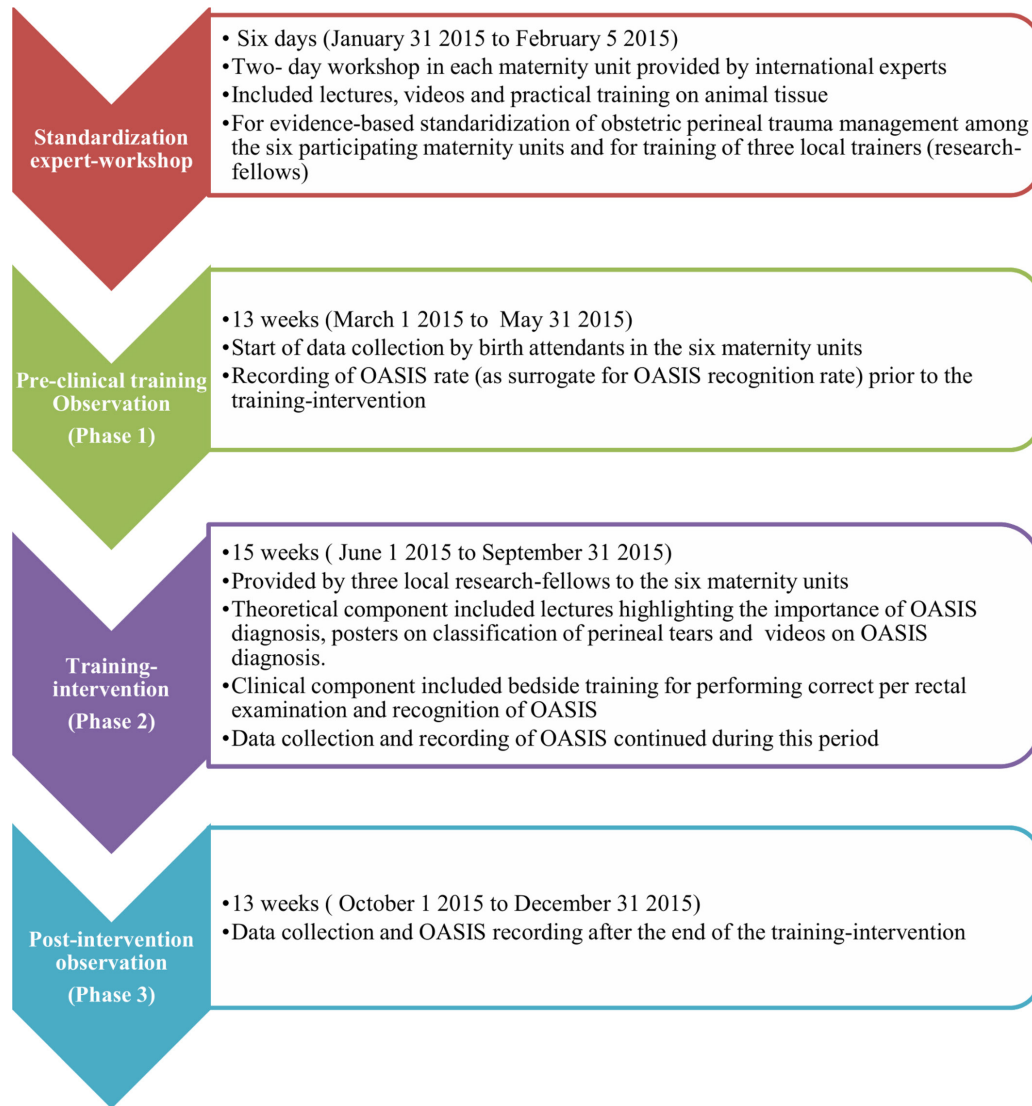 Standardization
expert-workshop
• Six days (January 31 2015 to February 5 2015)
•Two- day workshop in each maternity unit provided by international experts
•Included lectures, videos and practical training on animal tissue
•For evidence-based standaridization of obstetric perineal trauma management among
the six participating maternity units and for training of three local trainers (research-
fellows)
Pre-clinical training
Observation
(Phase 1)
•13 weeks (March 1 2015 to May 31 2015)
•Start of data collection by birth attendants in the six maternity units
•Recording of OASIS rate (as surrogate for OASIS recognition rate) prior to the
training-intervention
Training-
intervention
(Phase 2)
•15 weeks ( June 1 2015 to September 31 2015)
•Provided by three local research-fellows to the six maternity units
•Theoretical component included lectures highlighting the importance of OASIS
diagnosis, posters on classification of perineal tears and videos on OASIS
diagnosis.
•Clinical component included bedside training for performing correct per rectal
examination and recognition of OASIS
•Data collection and recording of OASIS continued during this period
Post-intervention
observation
(Phase 3)
•13 weeks ( October 1 2015 to December 31 2015)
•Data collection and OASIS recording after the end of the training-intervention